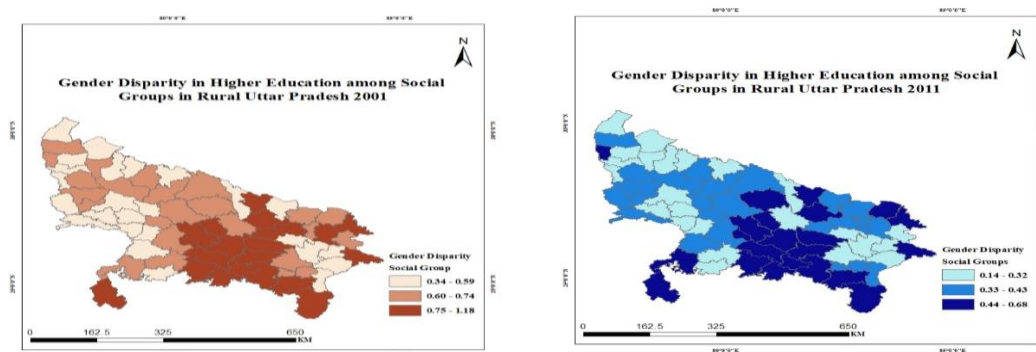 N
Gender Disparity in Higher Education among Social
Groups in Rural Uttar Pradesh 2001
Gender Disparity
Social Group
0.34 - 0.59
0.60 - 0.74
0.75 - 1.18
0 162.5 325 650
KM
80°0'0"E
N
Gender Disparity in Higher Education among Social
Groups in Rural Uttar Pradesh 2011
Gender Disparity
Social Groups
0.14 - 0.32
0.33 - 0.43
0.44 - 0.68
0 162.5 325 650
KM